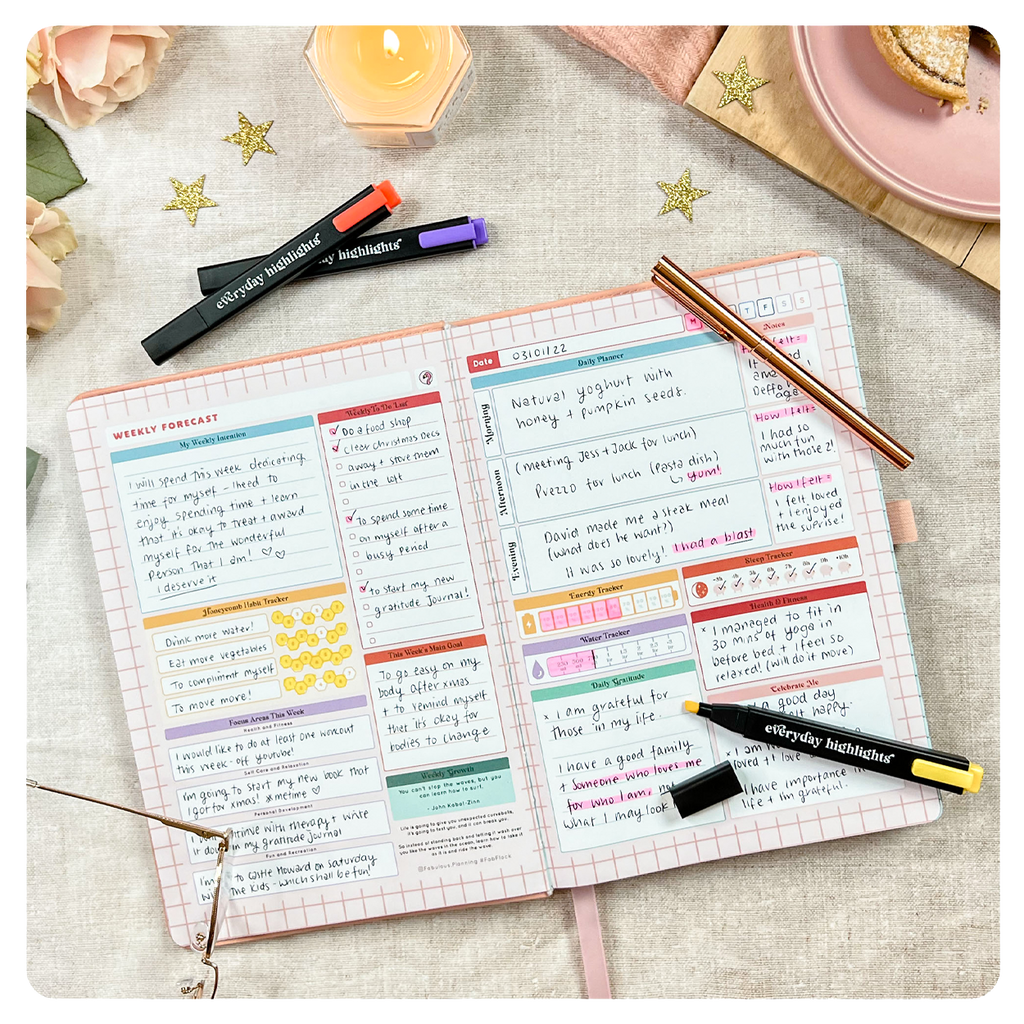 everyday highlights
day highlights
WEEKLY FORECAST
My Weekly Intention
I will spend this week dedicating
time for myself - I need to
enjoy spending time + learn
that it's okay to treat + award
myself for the wonderful
person that I am! ♡♡
I deserve it
Honeycomb Habit Tracker
Drink more water!
Eat more vegetables
To compliment myself
To move more!
Focus Areas This Week
Health and Fitness
I would like to do at least one workout
this week - off youtube!
Self Care and Relaxation
I'm going to start my new book that
I got for xmas! #metime ♡
Personal Development
with therapy + write
it down in my gratitude journal
Fun and Recreation
I'm to Castle Howard on Saturday
the kids - which shall be fun!
Weekly To Do List
Do a food shop
clear Christmas Decs
away + store them
in the loft
To spend some time
on myself after a
busy period
to start my new
gratitude journal!
This Week's Main Goal
To go easy on my
body after xmas
+ to remind myself
that it's okay for
bodies to change
Weekly Growth
You can't stop the waves, but you
can learn how to surf.
- John Kabat-Zinn
Life is going to give you unexpected curveballs,
it's going to test you, and it can break you.
So instead of standing back and letting it wash over
you like the waves in the ocean, learn how to take it
as it is and ride the wave.
@Fabulous.Planning #FabFlock
Date 03/01/22
M T F S S
Daily Planner
Morning
Natural yoghurt with
honey + pumpkin seeds.
Afternoon
(meeting Jess + Jack for lunch)
Prezzo for lunch (pasta dish)
yum!
Evening
David made me a steak meal
(what does he want?)
It was so lovely! I had a blast
Notes
felt=
It
Deffo
How I felt=
I had so
much fun
with those 2!
How I felt=
I felt loved
+ I enjoyed
the surprise!
Energy Tracker
Water Tracker
Sleep Tracker
Health & Fitness
× I managed to fit in
30 mins of yoga in
before bed + I feel so
relaxed! (will do it more)
Daily Gratitude
× I am grateful for
those in my life.
I have a good family
+ someone who loves me
for who I am,
what I may look
Celebrate Me
a good day
happy.
× I am
loved + I love
I have importance in
life + I'm grateful.
everyday highlights